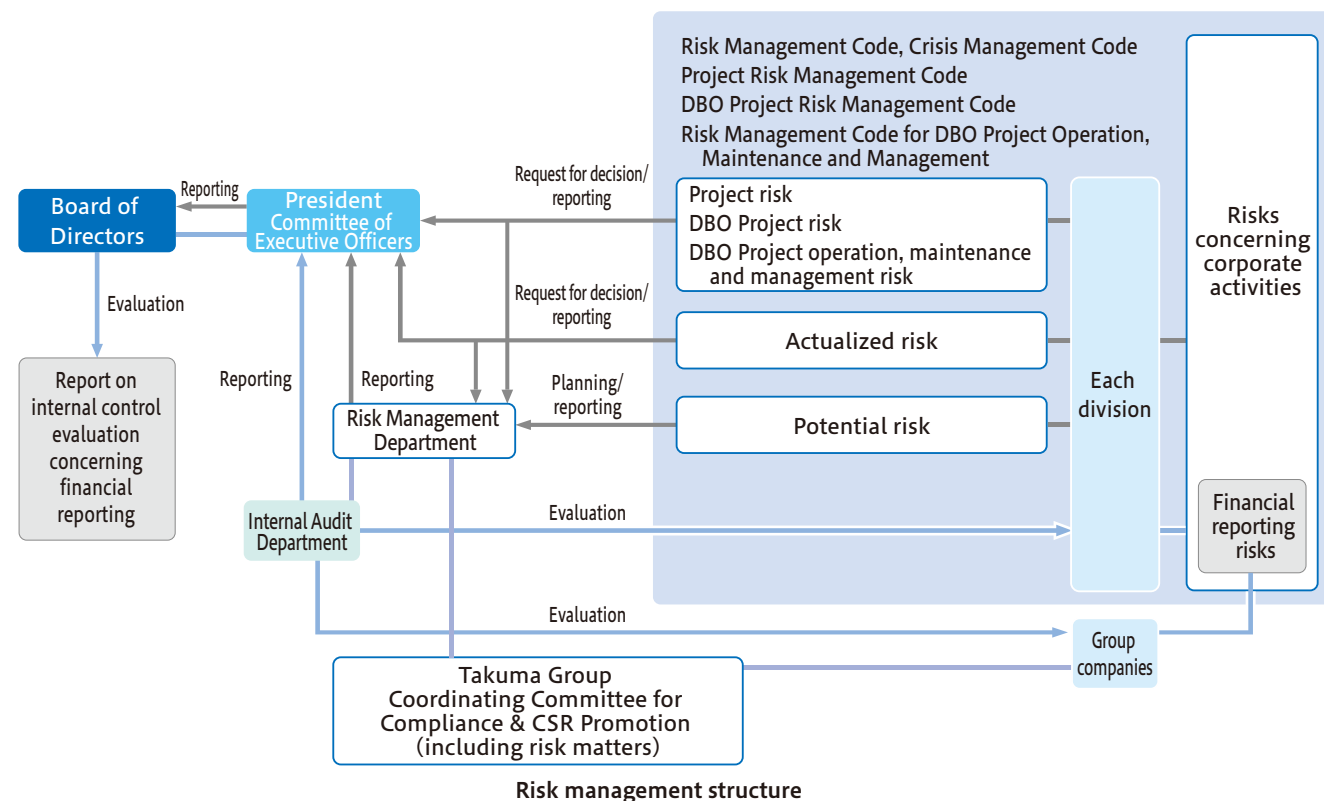 Risk Management Code, Crisis Management Code
Project Risk Management Code
DBO Project Risk Management Code
Risk Management Code for DBO Project Operation,
Maintenance and Management
Board of
Directors
Reporting
President
Committee of
Executive Officers
Request for decision/
reporting
Project risk
DBO Project risk
DBO Project operation, maintenance
and management risk
Risks
concerning
corporate
activities
Evaluation
Request for decision/
reporting
Actualized risk
Each
division
Report on
internal control
evaluation
concerning
financial
reporting
Reporting
Reporting
Planning/
reporting
Risk Management
Department
Potential risk
Internal Audit
Department
Evaluation
Financial
reporting
risks
Evaluation
Group
companies
Takuma Group
Coordinating Committee for
Compliance & CSR Promotion
(including risk matters)
Risk management structure